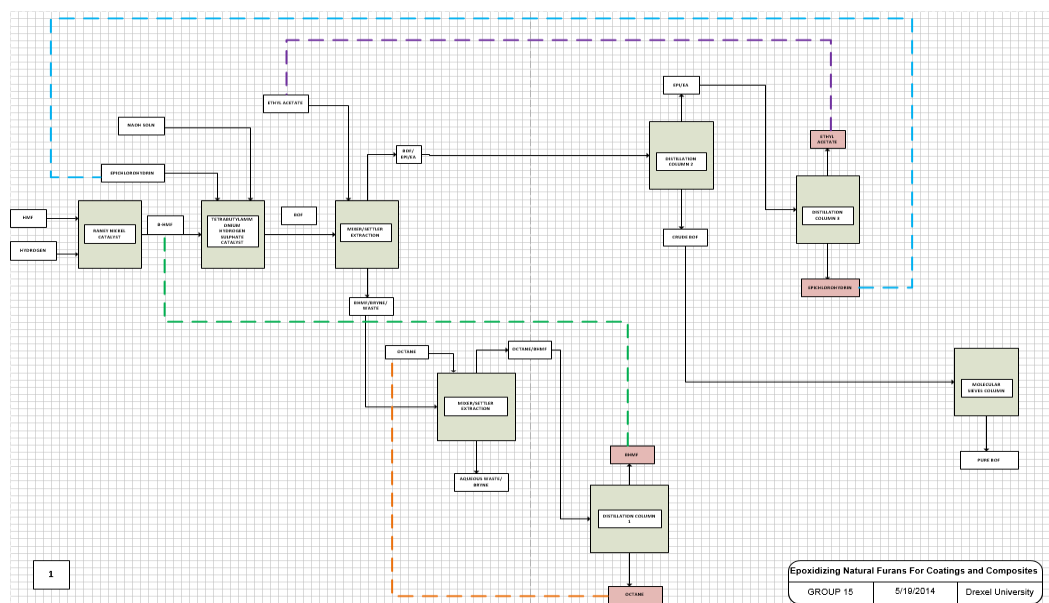 ETHYL ACETATE
NAOH SOLN
EPICHLOROHYDRIN
HMF
HYDROGEN
RANEY NICKEL
CATALYST
B-HMF
TETRABUTYLAMM
ONIUM
HYDROGEN
SULPHATE
CATALYST
BOF
MIXER/SETTLER
EXTRACTION
BOF/
EPI/EA
EPI/EA
DISTILLATION
COLUMN 2
CRUDE BOF
ETHYL
ACETATE
DISTILLATION
COLUMN 3
EPICHLOROHYDRIN
BHMF/BRYNE/
WASTE
OCTANE
OCTANE/BHMF
MIXER/SETTLER
EXTRACTION
AQUEOUS WASTE/
BRYNE
BHMF
DISTILLATION COLUMN
1
OCTANE
MOLECULAR
SIEVES COLUMN
PURE BOF
1
Epoxidizing Natural Furans For Coatings and Composites
GROUP 15
5/19/2014
Drexel University